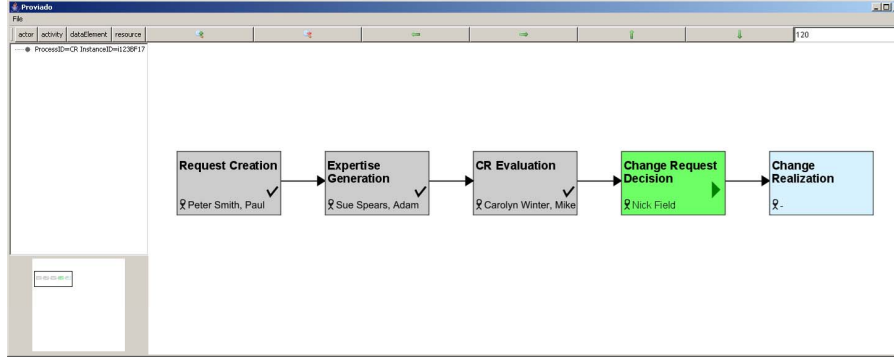 Proviado
File
actor activity dataElement resource 120
ProcessID=CR InstanceID=i123BF17
Request Creation
Peter Smith, Paul
Expertise
Generation
Sue Spears, Adam
CR Evaluation
Carolyn Winter, Mike
Change Request
Decision
Nick Field
Change
Realization
-